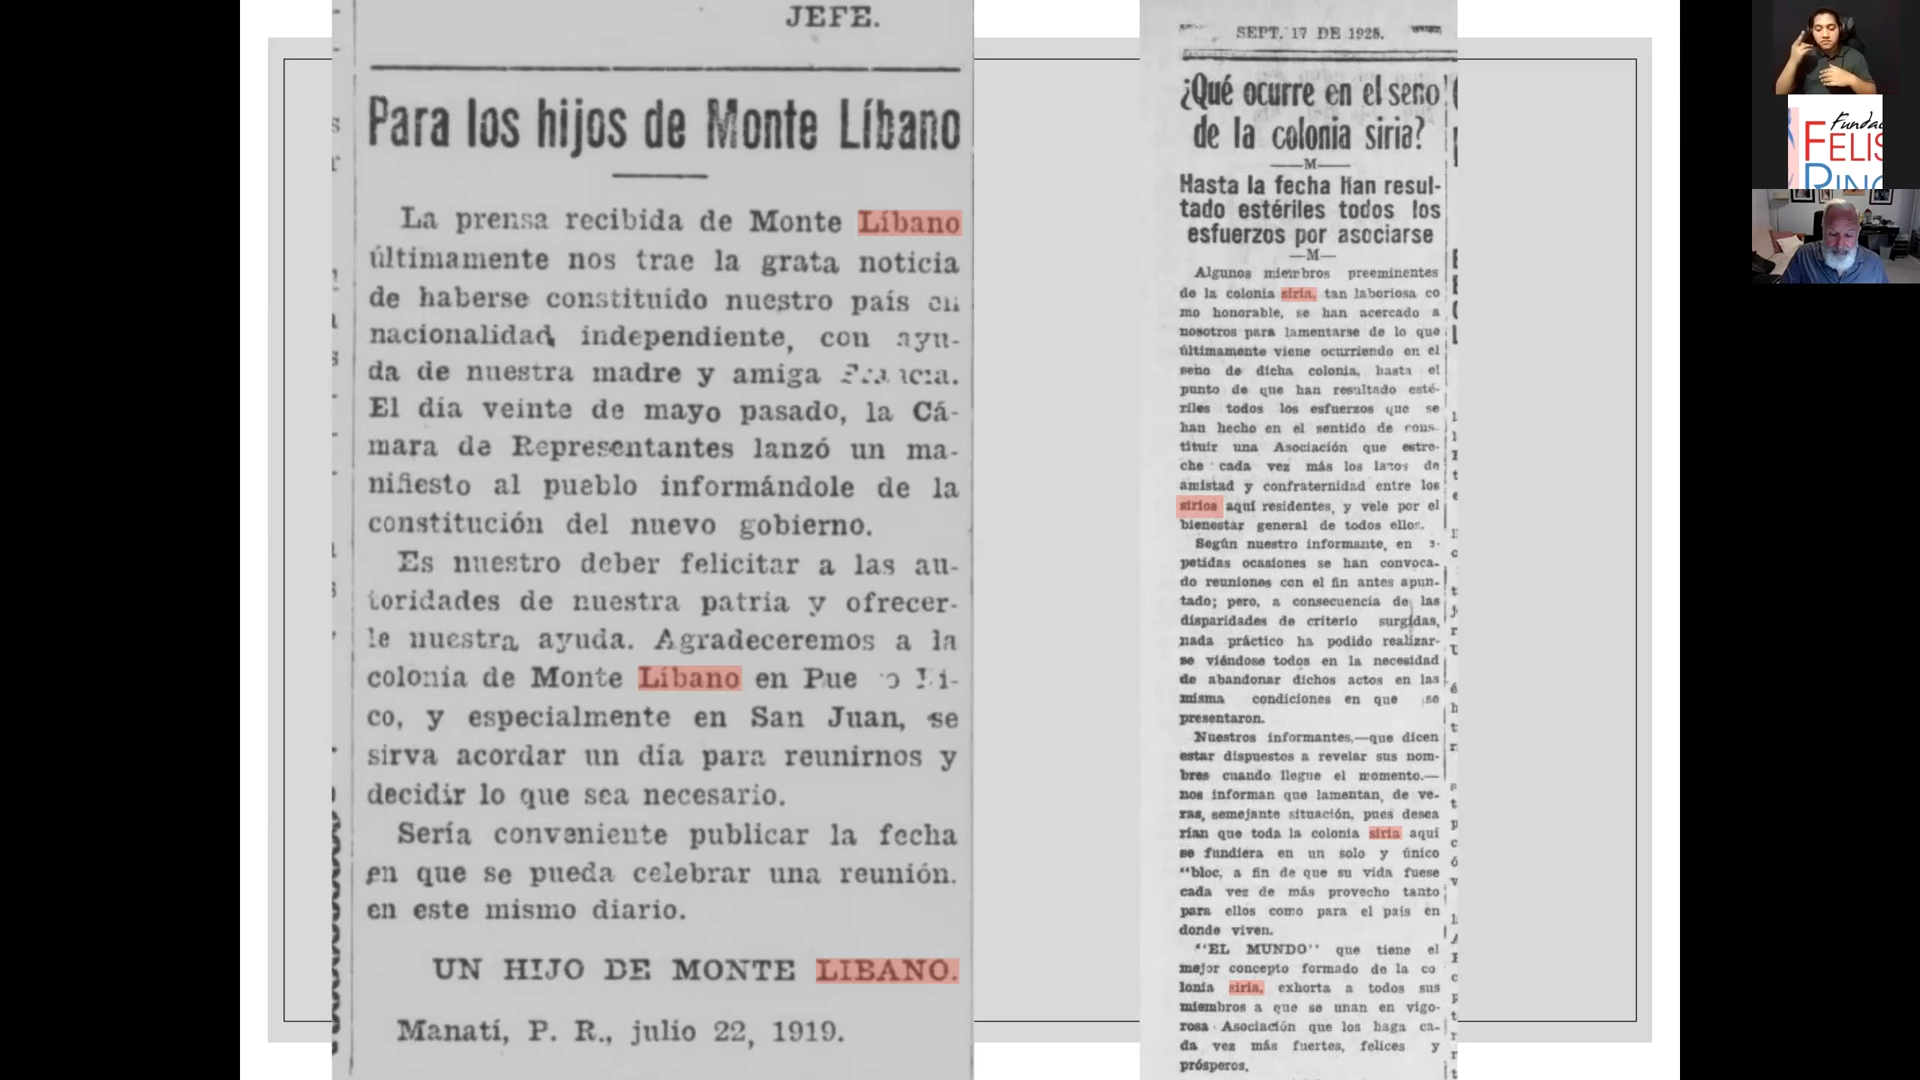 JEFE.
Para los hijos de Monte Líbano
La prensa recibida de Monte Líbano
últimamente nos trae la grata noticia
de haberse constituído nuestro país en
nacionalidad independiente, con ayu-
da de nuestra madre y amiga Francia.
El día veinte de mayo pasado, la Cá-
mara de Representantes lanzó un ma-
nifiesto al pueblo informándole de la
constitución del nuevo gobierno.
Es nuestro deber felicitar a las au-
toridades de nuestra patria y ofrecer-
le nuestra ayuda. Agradeceremos a la
colonia de Monte Líbano en Pue o Ri-
co, y especialmente en San Juan, se
sirva acordar un día para reunirnos y
decidir lo que sea necesario.
Sería conveniente publicar la fecha
en que se pueda celebrar una reunión.
en este mismo diario.
UN HIJO DE MONTE LIBANO.
Manatí, P. R., julio 22, 1919.
SEPT. 17 DE 1925.
¿Qué ocurre en el seno
de la colonia siria?
—M—
Hasta la fecha han resul-
tado estériles todos los
esfuerzos por asociarse
—M—
Algunos miembros preeminentes
de la colonia siria, tan laboriosa co
mo honorable, se han acercado a
nosotros para lamentarse de lo que
últimamente viene ocurriendo en el
seno de dicha colonia, hasta el
punto de que han resultado esté-
riles todos los esfuerzos que se
han hecho en el sentido de cons-
tituir una Asociación que estre-
che cada vez más los lazos de
amistad y confraternidad entre los
sirios aquí residentes, y vele por el
bienestar general de todos ellos.
Según nuestro informante, en
petidas ocasiones se han convoca-
do reuniones con el fin antes apun-
tado; pero, a consecuencia de las
disparidades de criterio surgidas,
nada práctico ha podido realizar-
se viéndose todos en la necesidad
de abandonar dichos actos en las
misma condiciones en que se
presentaron.
Nuestros informantes,—que dicen
estar dispuestos a revelar sus nom-
bres cuando llegue el momento.—
nos informan que lamentan, de ve-
ras, semejante situación, pues desea
rían que toda la colonia siria aquí
se fundiera en un solo y único
"bloc, a fin de que su vida fuese
cada vez de más provecho tanto
para ellos como para el país en
donde viven.
"EL MUNDO" que tiene el
mejor concepto formado de la co
lonia siria, exhorta a todos sus
miembros a que se unan en vigo-
rosa Asociación que los haga ca-
da vez más fuertes, felices y
prósperos.
Fundac
FELIS
RINC